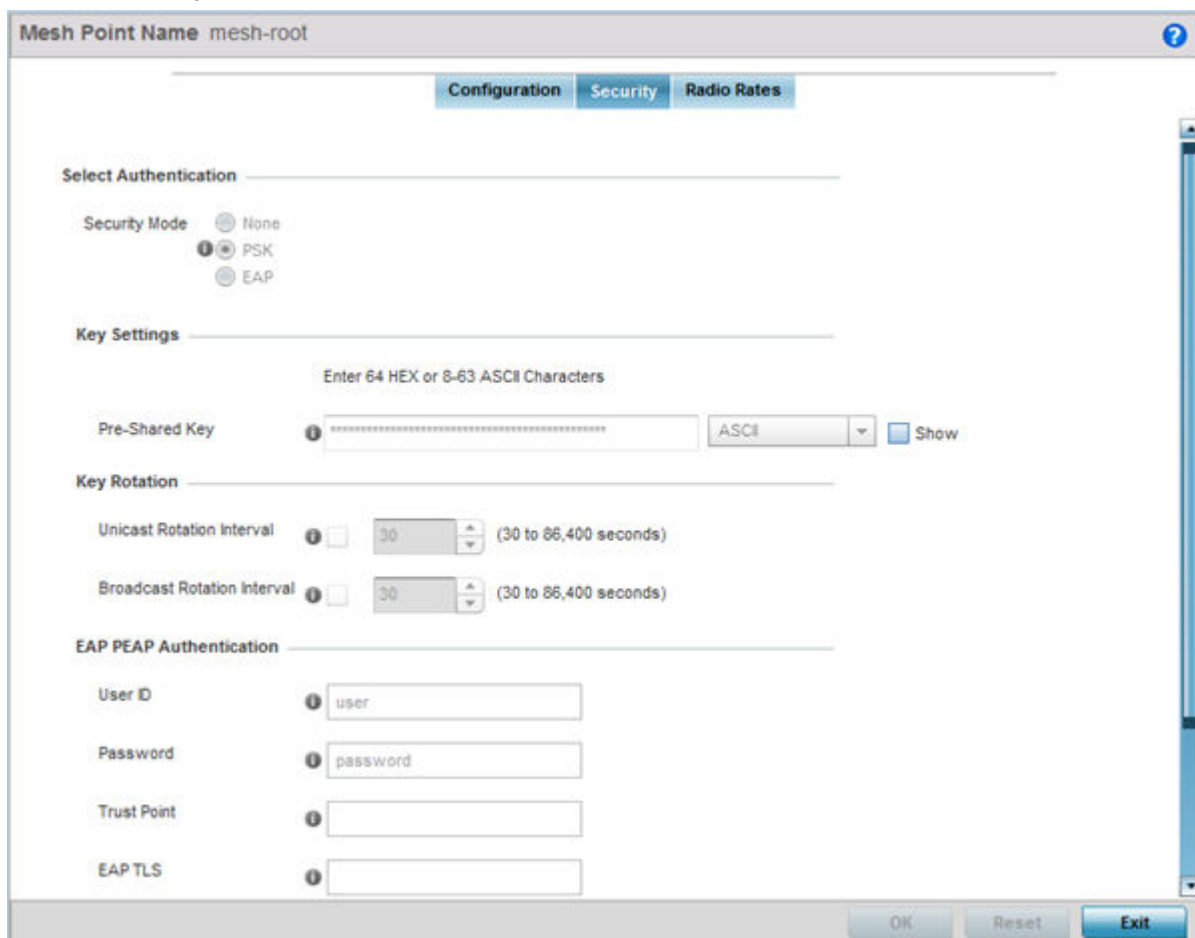 Mesh Point Name mesh-root
Configuration Security Radio Rates
Select Authentication
Security Mode None
PSK
EAP
Key Settings
Enter 64 HEX or 8-63 ASCII Characters
Pre-Shared Key ASCII Show
Key Rotation
Unicast Rotation Interval 30 (30 to 86,400 seconds)
Broadcast Rotation Interval 30 (30 to 86,400 seconds)
EAP PEAP Authentication
User ID user
Password password
Trust Point
EAP TLS
OK Reset Exit